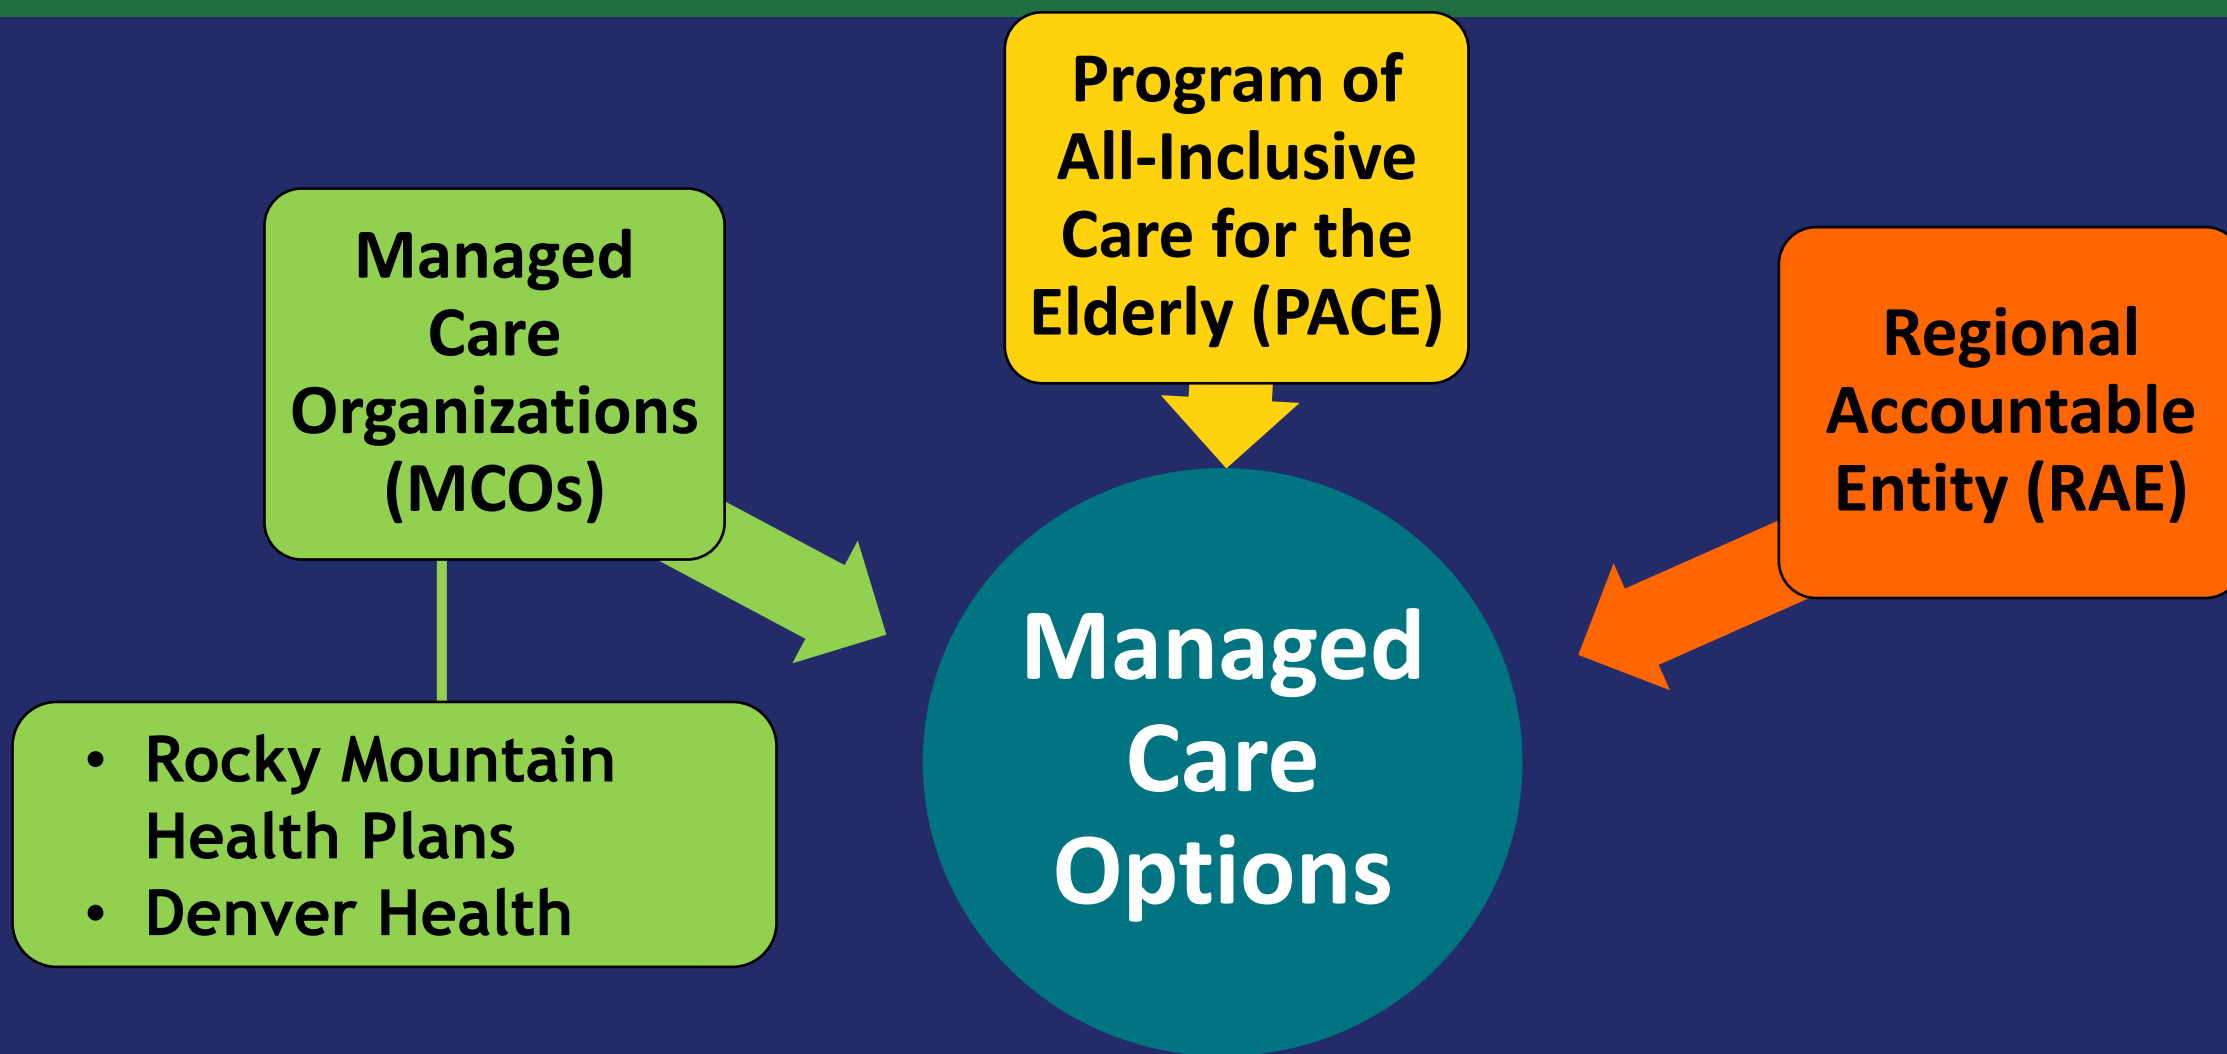 Program of
All-Inclusive
Care for the
Elderly (PACE)
Managed
Care
Organizations
(MCOs)
Regional
Accountable
Entity (RAE)
Managed
Care
Options
• Rocky Mountain
Health Plans
• Denver Health